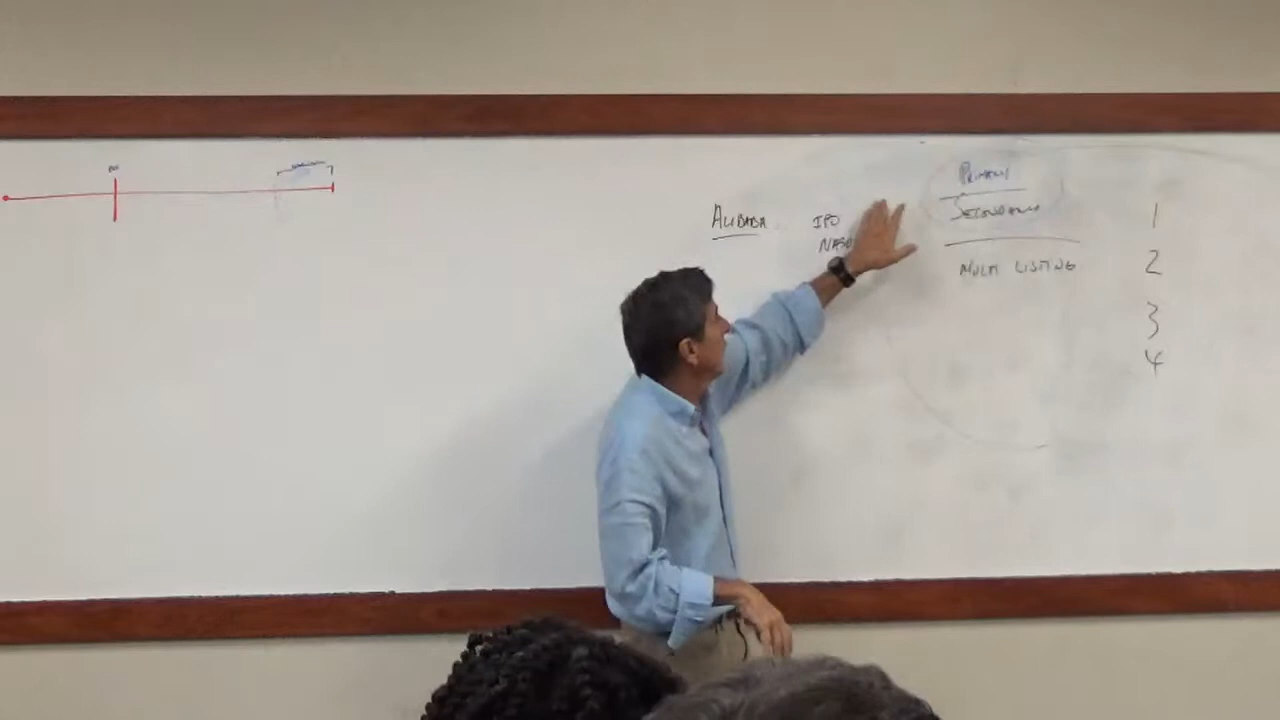 PRIMARY
ALIBABA IPO SECONDARY 1
NASD
MULTI LISTING 2
3
4